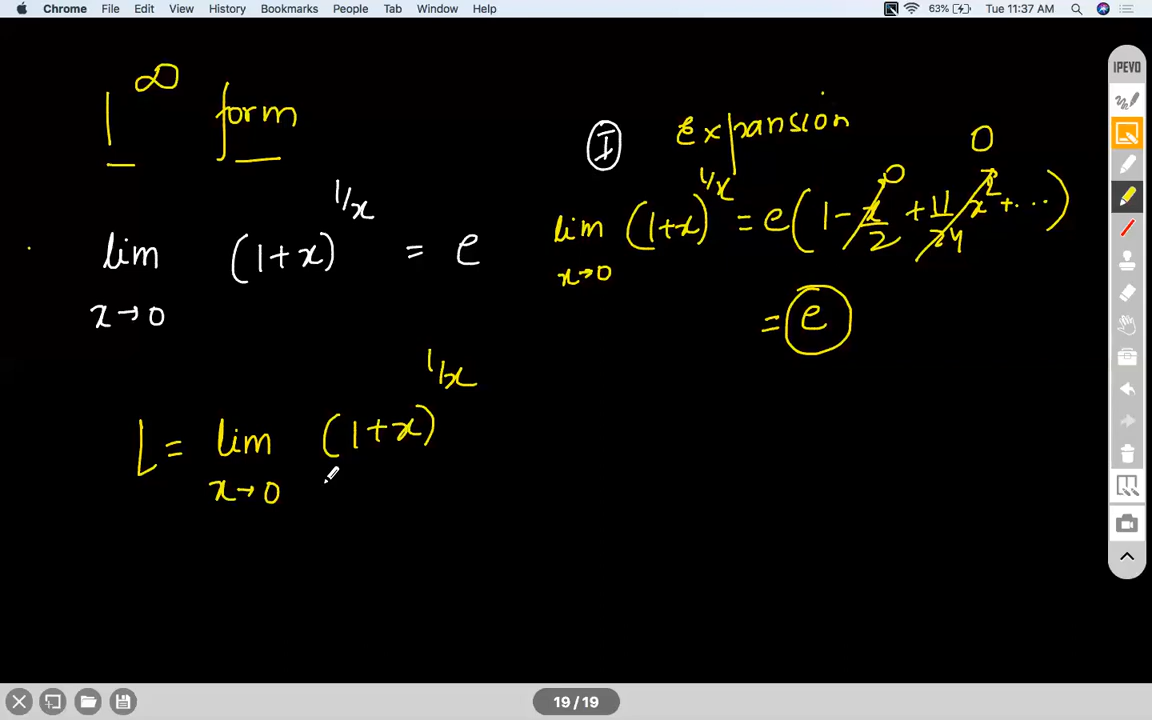 Chrome File Edit View History Bookmarks People Tab Window Help
63% Tue 11:37 AM
IPEVO
1^∞ form
lim x→0 (1+x)^{1/x} = e
Ⓘ Expansion
lim x→0 (1+x)^{1/x} = e(1 - x/2 + 11/24 x² + ...)
0 0
= e
L = lim x→0 (1+x)^{1/x}
19 / 19